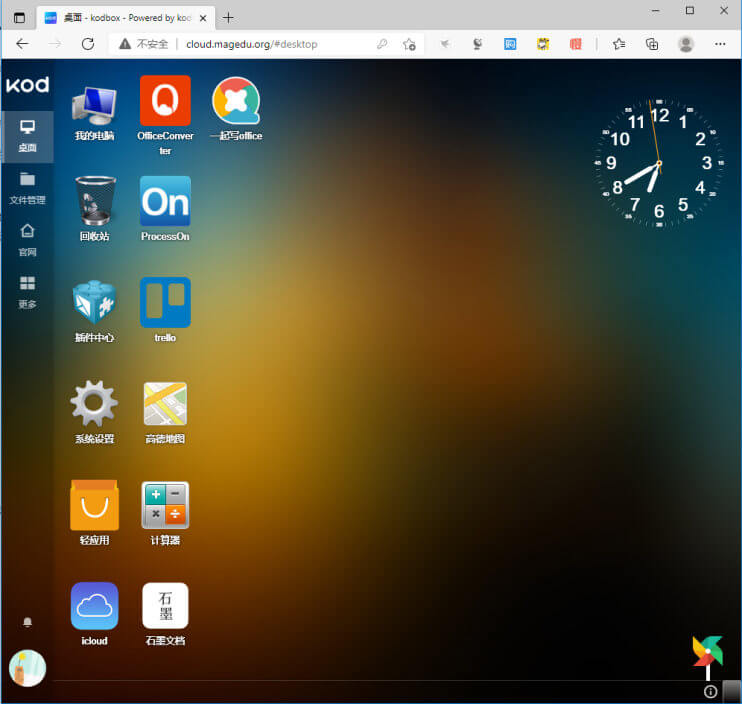 桌面 - kodbox - Powered by kod
不安全
cloud.magedu.org/#desktop
kod
桌面
文件管理
官网
更多
我的电脑
OfficeConver
ter
一起写office
回收站
On
ProcessOn
插件中心
trello
系统设置
高德地图
轻应用
计算器
icloud
石
墨
石墨文档
12
1
2
3
4
5
6
7
8
9
10
11